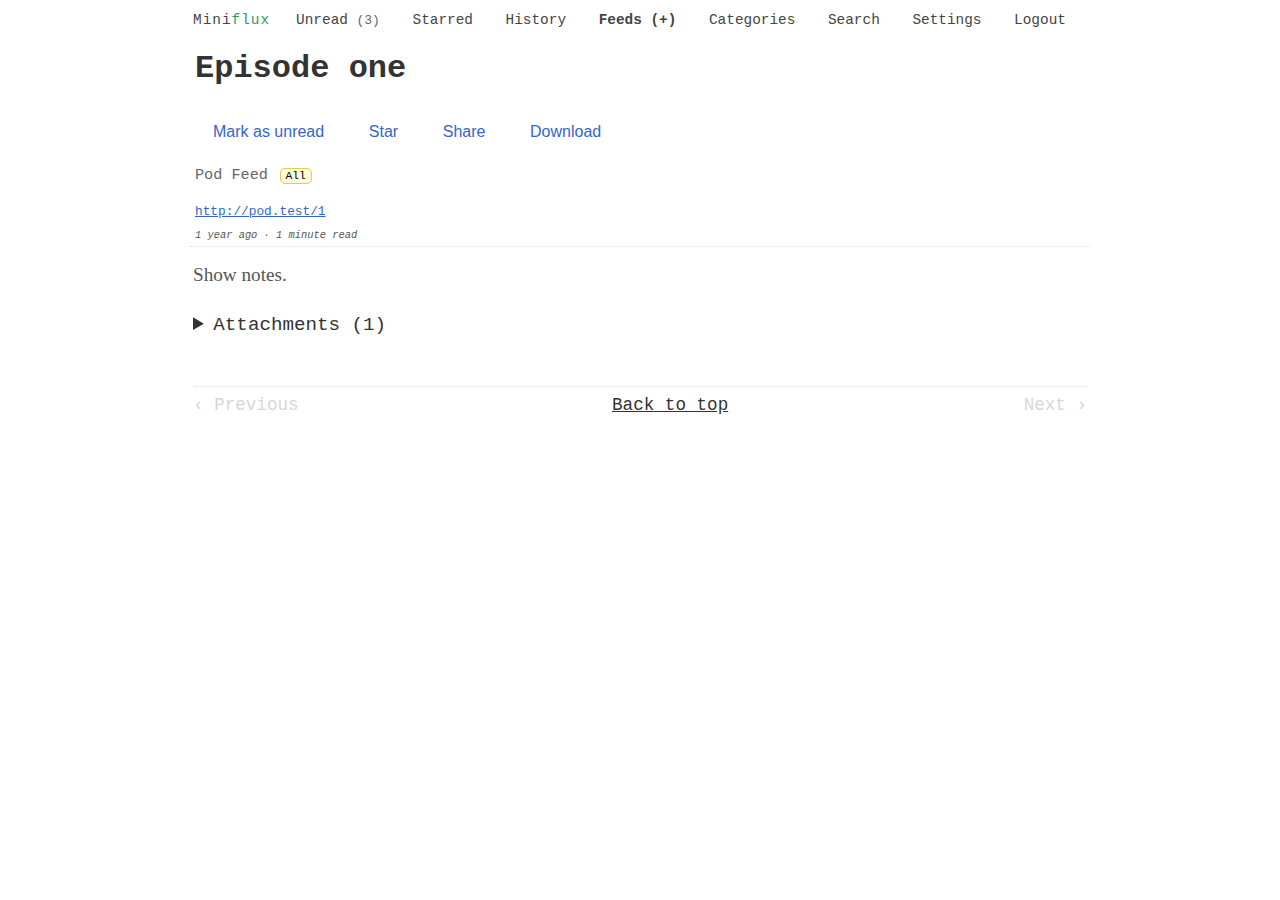 Miniflux Unread (3) Starred History Feeds (+) Categories Search Settings Logout
Episode one
Mark as unread Star Share Download
Pod Feed All
http://pod.test/1
1 year ago · 1 minute read
Show notes.
Attachments (1)
‹ Previous Back to top Next ›